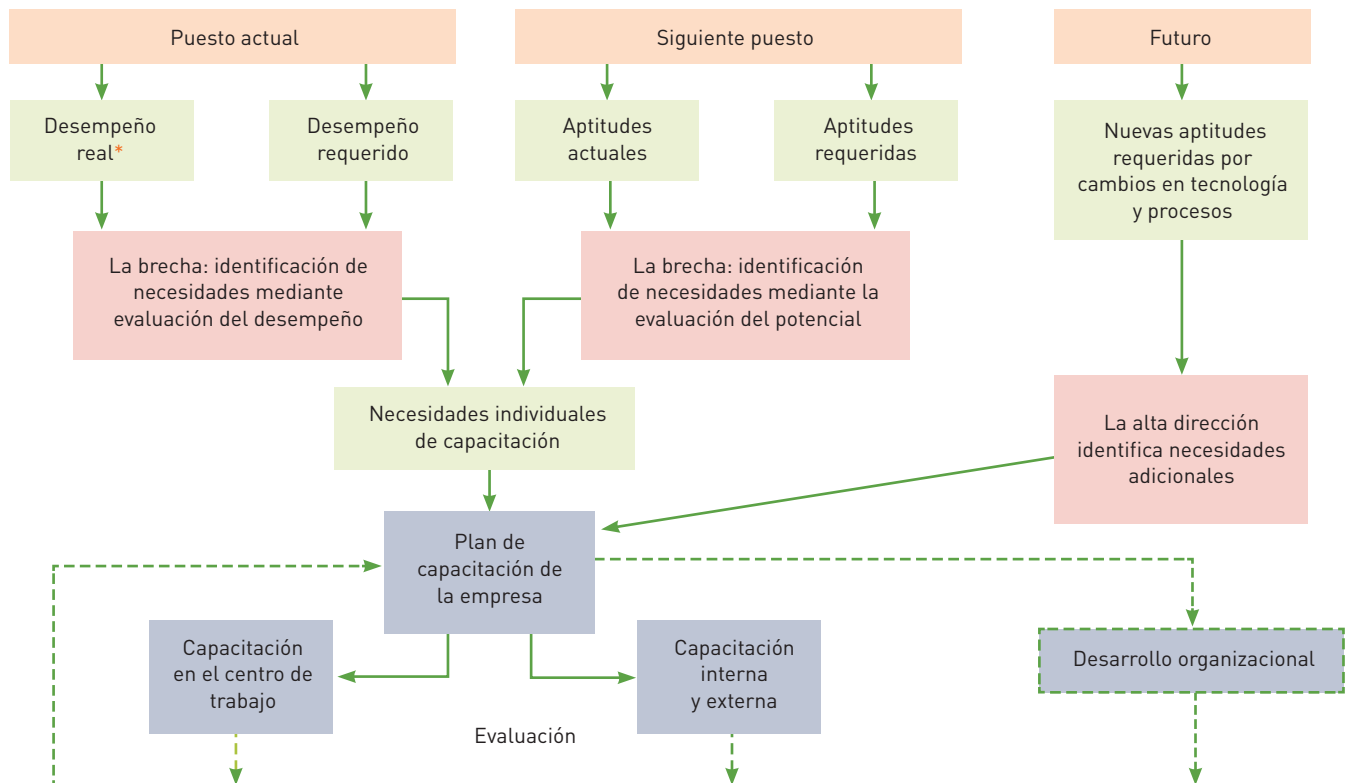 Puesto actual
Siguiente puesto
Futuro
Desempeño
real*
Desempeño
requerido
Aptitudes
actuales
Aptitudes
requeridas
Nuevas aptitudes
requeridas por
cambios en tecnología
y procesos
La brecha: identificación de
necesidades mediante
evaluación del desempeño
La brecha: identificación
de necesidades mediante la
evaluación del potencial
Necesidades individuales
de capacitación
La alta dirección
identifica necesidades
adicionales
Plan de
capacitación de
la empresa
Capacitación
en el centro de
trabajo
Capacitación
interna
y externa
Desarrollo organizacional
Evaluación